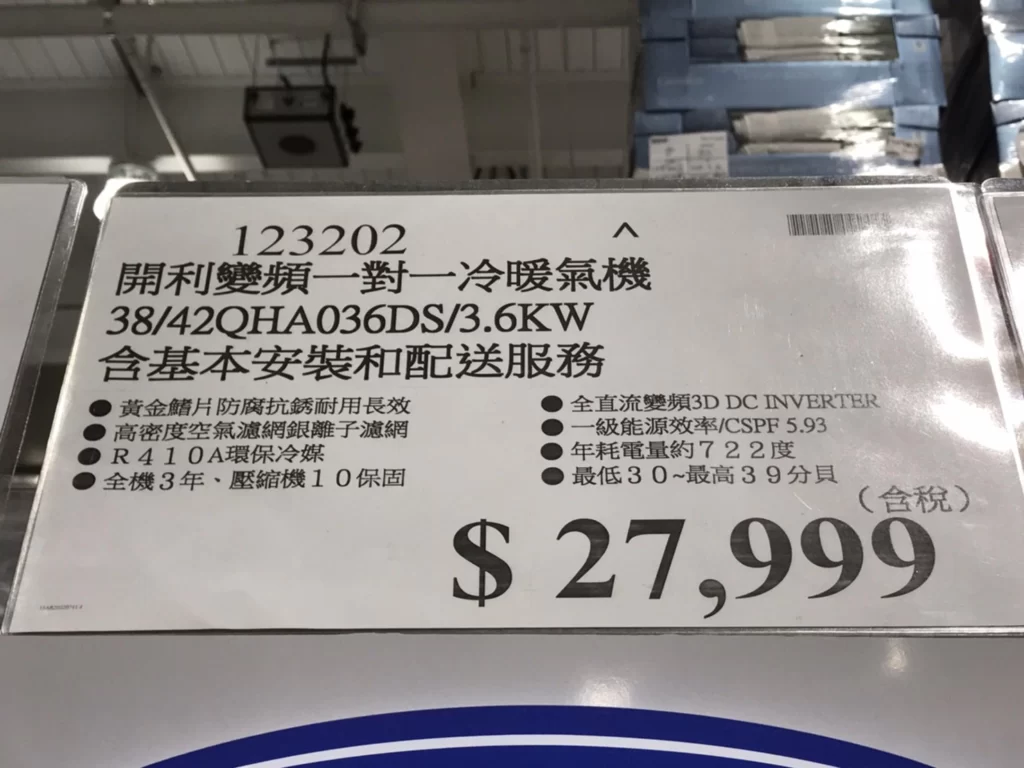 123202 ^
開利變頻一對一冷暖氣機
38/42QHA036DS/3.6KW
含基本安裝和配送服務
● 黃金鰭片防腐抗銹耐用長效
● 高密度空氣濾網銀離子濾網
● R410A環保冷媒
● 全機3年、壓縮機10保固
● 全直流變頻3D DC INVERTER
● 一級能源效率/CSPF 5.93
● 年耗電量約722度
● 最低30~最高39分貝
(含稅)
$ 27,999